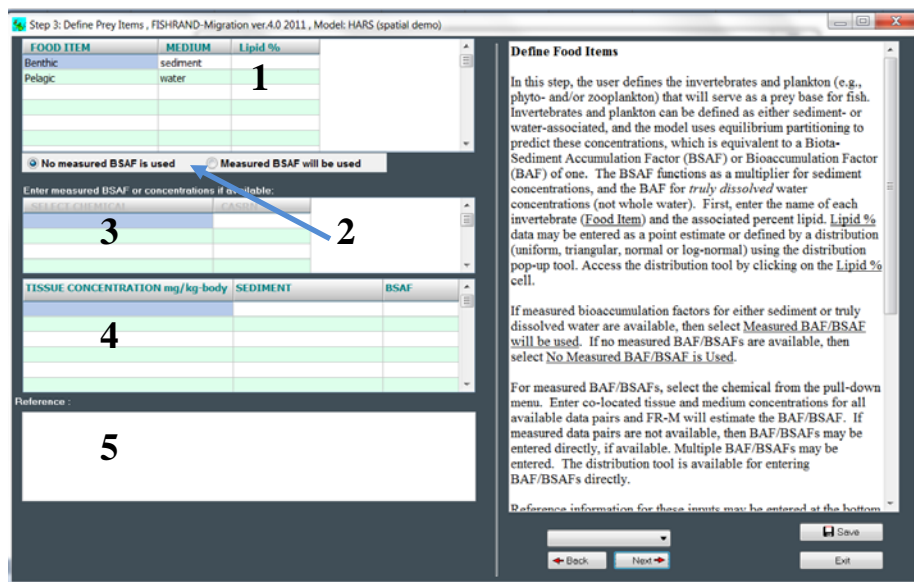 Step 3: Define Prey Items , FISHRAND-Migration ver.4.0 2011 , Model: HARS (spatial demo)
FOOD ITEM MEDIUM Lipid %
Benthic sediment
Pelagic water
1
No measured BSAF is used Measured BSAF will be used
Enter measured BSAF or concentrations if available:
SELECT CHEMICAL CASRN
3 2
TISSUE CONCENTRATION mg/kg-body SEDIMENT BSAF
4
Reference :
5
Define Food Items
In this step, the user defines the invertebrates and plankton (e.g.,
phyto- and/or zooplankton) that will serve as a prey base for fish.
Invertebrates and plankton can be defined as either sediment- or
water-associated, and the model uses equilibrium partitioning to
predict these concentrations, which is equivalent to a Biota-
Sediment Accumulation Factor (BSAF) or Bioaccumulation Factor
(BAF) of one. The BSAF functions as a multiplier for sediment
concentrations, and the BAF for truly dissolved water
concentrations (not whole water). First, enter the name of each
invertebrate (Food Item) and the associated percent lipid. Lipid %
data may be entered as a point estimate or defined by a distribution
(uniform, triangular, normal or log-normal) using the distribution
pop-up tool. Access the distribution tool by clicking on the Lipid %
cell.
If measured bioaccumulation factors for either sediment or truly
dissolved water are available, then select Measured BAF/BSAF
will be used. If no measured BAF/BSAFs are available, then
select No Measured BAF/BSAF is Used.
For measured BAF/BSAFs, select the chemical from the pull-down
menu. Enter co-located tissue and medium concentrations for all
available data pairs and FR-M will estimate the BAF/BSAF. If
measured data pairs are not available, then BAF/BSAFs may be
entered directly, if available. Multiple BAF/BSAFs may be
entered. The distribution tool is available for entering
BAF/BSAFs directly.
Reference information for these inputs may be entered at the bottom
Save
Back Next Exit